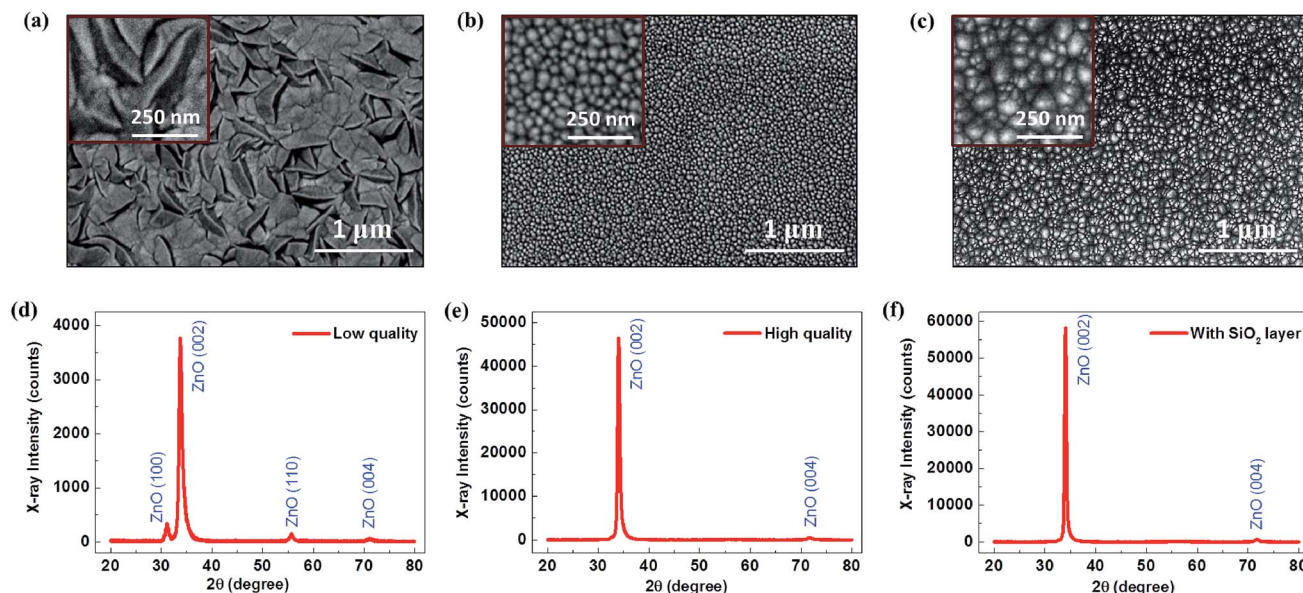 (a)
250 nm
1 μm
(b)
250 nm
1 μm
(c)
250 nm
1 μm
(d)
X-ray Intensity (counts)
4000
3000
2000
1000
0
Low quality
ZnO (100)
ZnO (002)
ZnO (110)
ZnO (004)
20 30 40 50 60 70 80
2θ (degree)
(e)
X-ray Intensity (counts)
50000
40000
30000
20000
10000
0
High quality
ZnO (002)
ZnO (004)
20 30 40 50 60 70 80
2θ (degree)
(f)
X-ray Intensity (counts)
60000
50000
40000
30000
20000
10000
0
With SiO₂ layer
ZnO (002)
ZnO (004)
20 30 40 50 60 70 80
2θ (degree)